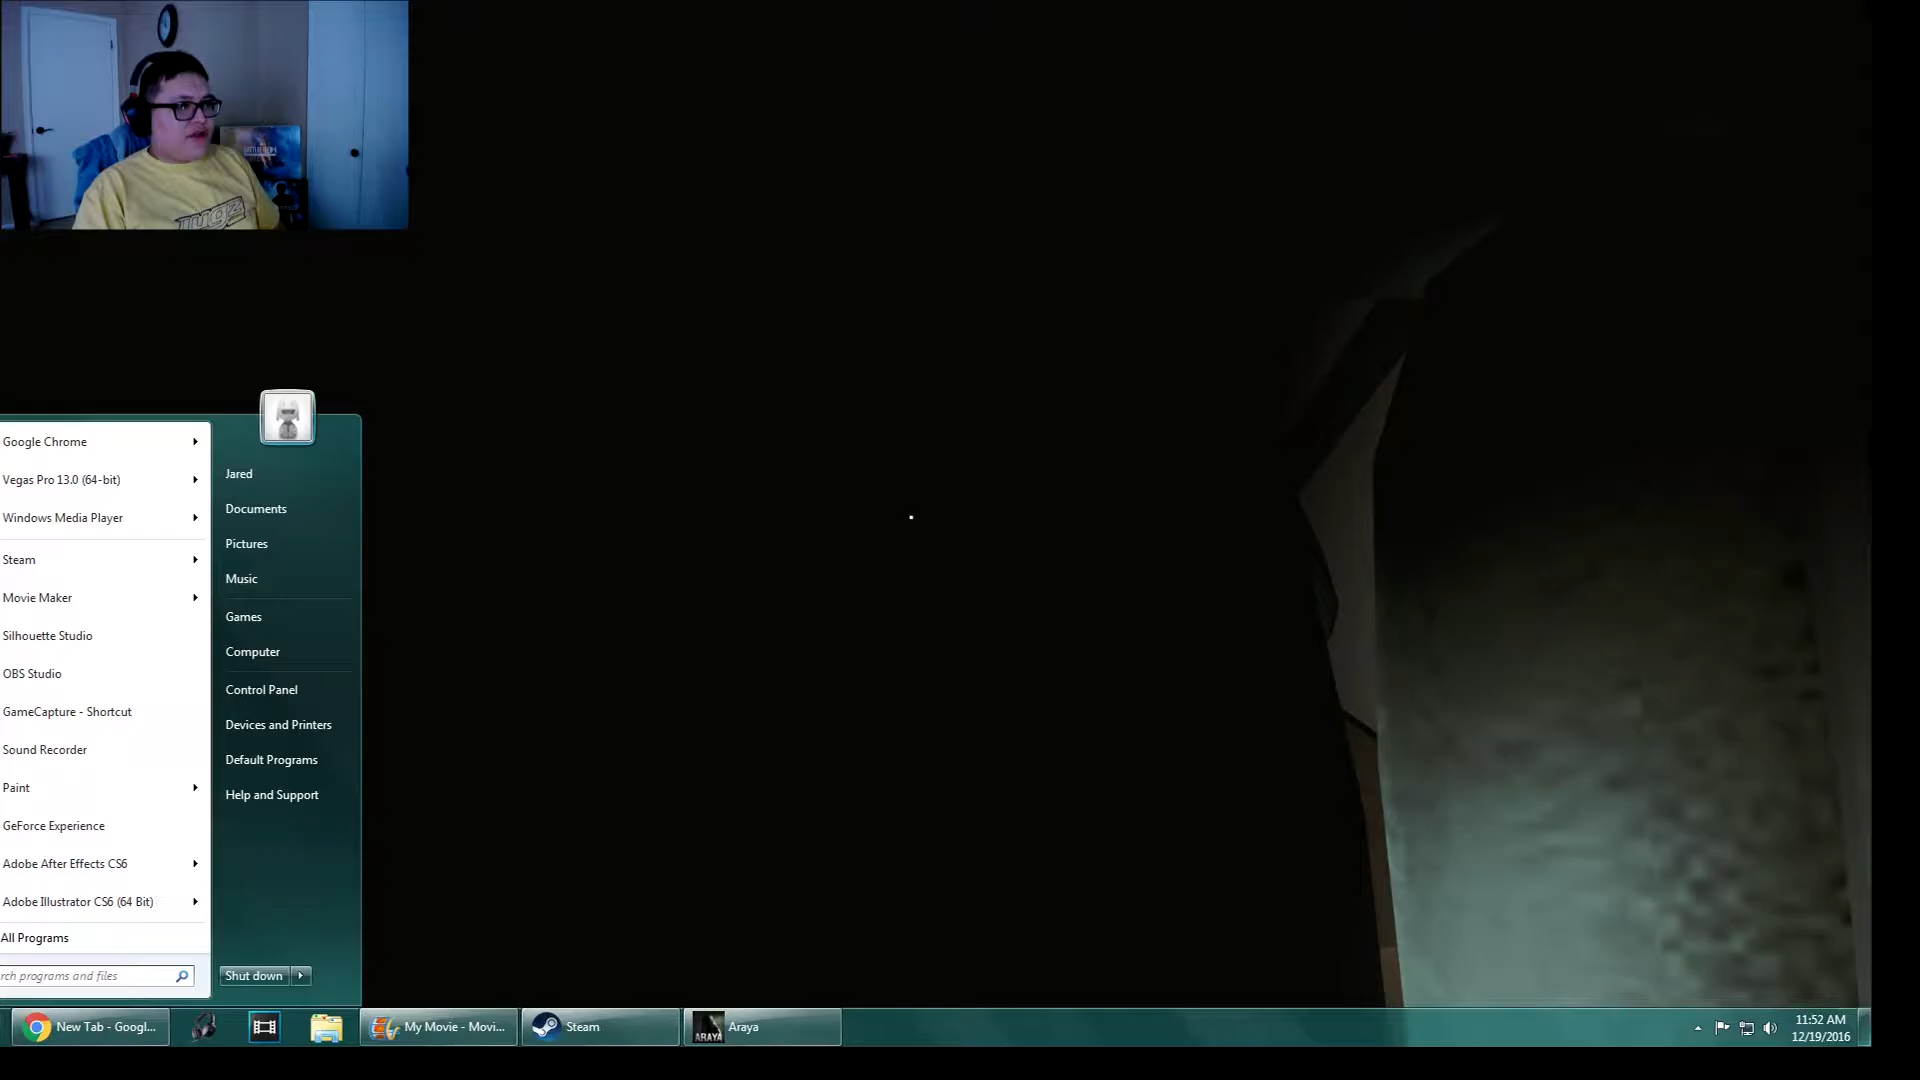 Jugz
Google Chrome
Vegas Pro 13.0 (64-bit)
Windows Media Player
Steam
Movie Maker
Silhouette Studio
OBS Studio
GameCapture - Shortcut
Sound Recorder
Paint
GeForce Experience
Adobe After Effects CS6
Adobe Illustrator CS6 (64 Bit)
All Programs
rch programs and files
Jared
Documents
Pictures
Music
Games
Computer
Control Panel
Devices and Printers
Default Programs
Help and Support
Shut down
New Tab - Googl...
My Movie - Movi...
Steam
ARAYA
Araya
11:52 AM
12/19/2016